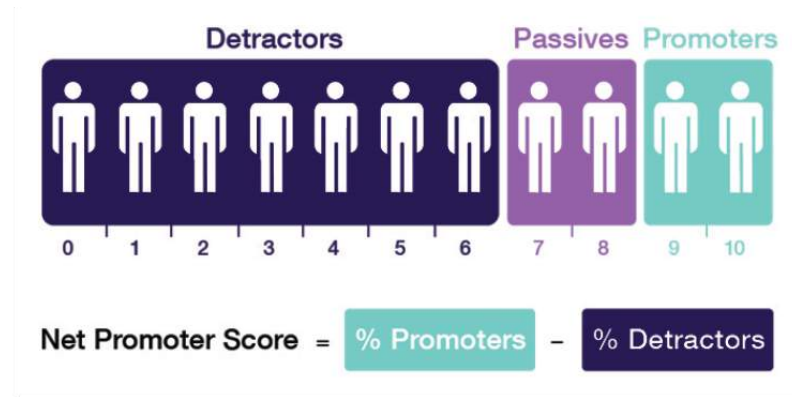 Detractors Passives Promoters
0 1 2 3 4 5 6 7 8 9 10
Net Promoter Score = % Promoters - % Detractors